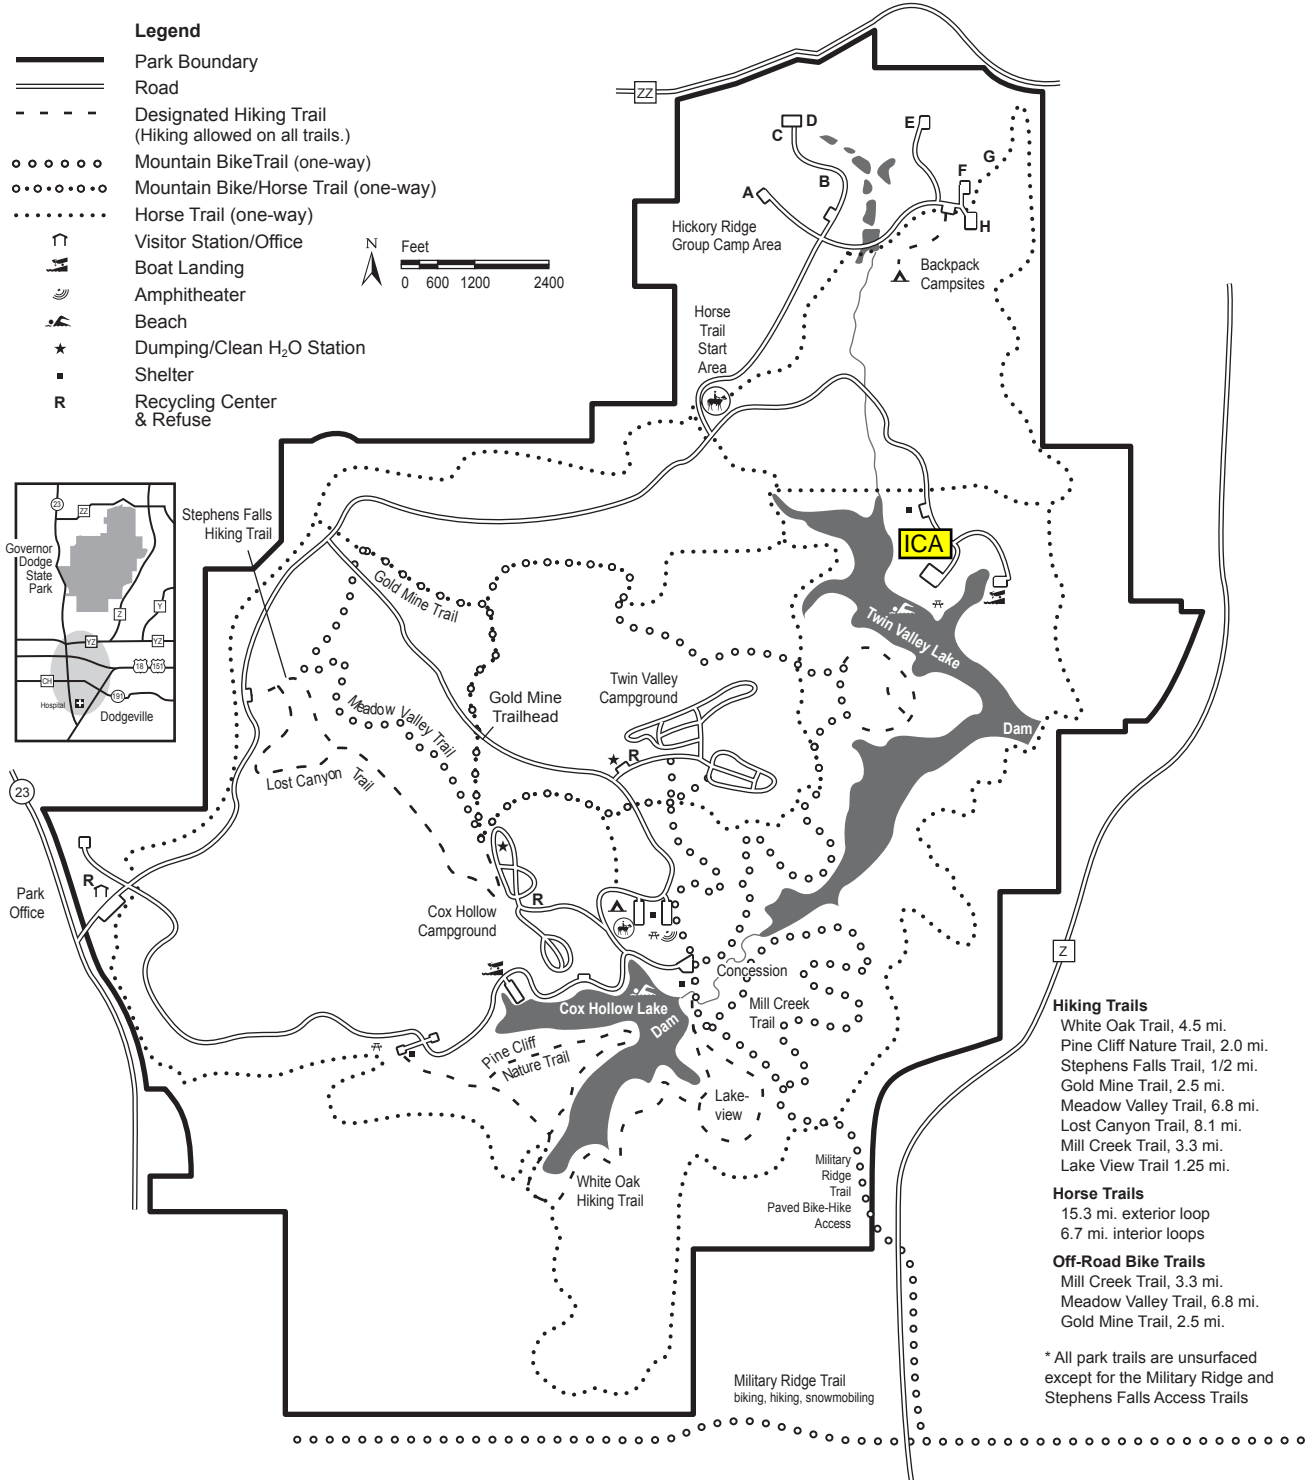 Legend
Park Boundary
Road
Designated Hiking Trail
(Hiking allowed on all trails.)
Mountain BikeTrail (one-way)
Mountain Bike/Horse Trail (one-way)
Horse Trail (one-way)
Visitor Station/Office
Boat Landing
Amphitheater
Beach
Dumping/Clean H₂O Station
Shelter
R Recycling Center
& Refuse
N
Feet
0 600 1200 2400
ZZ
C D
E
A
B
F
G
H
Hickory Ridge
Group Camp Area
Backpack
Campsites
Horse
Trail
Start
Area
ICA
Stephens Falls
Hiking Trail
23
ZZ
Governor
Dodge
State
Park
Z
Y
YZ
YZ
18
151
CH
191
Hospital
Dodgeville
Gold Mine Trail
Twin Valley Lake
Dam
Gold Mine
Trailhead
Twin Valley
Campground
R
Meadow Valley Trail
Lost Canyon Trail
23
Park
Office
R
Cox Hollow
Campground
R
Concession
Cox Hollow Lake
Dam
Mill Creek
Trail
Pine Cliff
Nature Trail
Lake-
view
White Oak
Hiking Trail
Military
Ridge
Trail
Paved Bike-Hike
Access
Military Ridge Trail
biking, hiking, snowmobiling
Z
Hiking Trails
White Oak Trail, 4.5 mi.
Pine Cliff Nature Trail, 2.0 mi.
Stephens Falls Trail, 1/2 mi.
Gold Mine Trail, 2.5 mi.
Meadow Valley Trail, 6.8 mi.
Lost Canyon Trail, 8.1 mi.
Mill Creek Trail, 3.3 mi.
Lake View Trail 1.25 mi.
Horse Trails
15.3 mi. exterior loop
6.7 mi. interior loops
Off-Road Bike Trails
Mill Creek Trail, 3.3 mi.
Meadow Valley Trail, 6.8 mi.
Gold Mine Trail, 2.5 mi.
* All park trails are unsurfaced
except for the Military Ridge and
Stephens Falls Access Trails